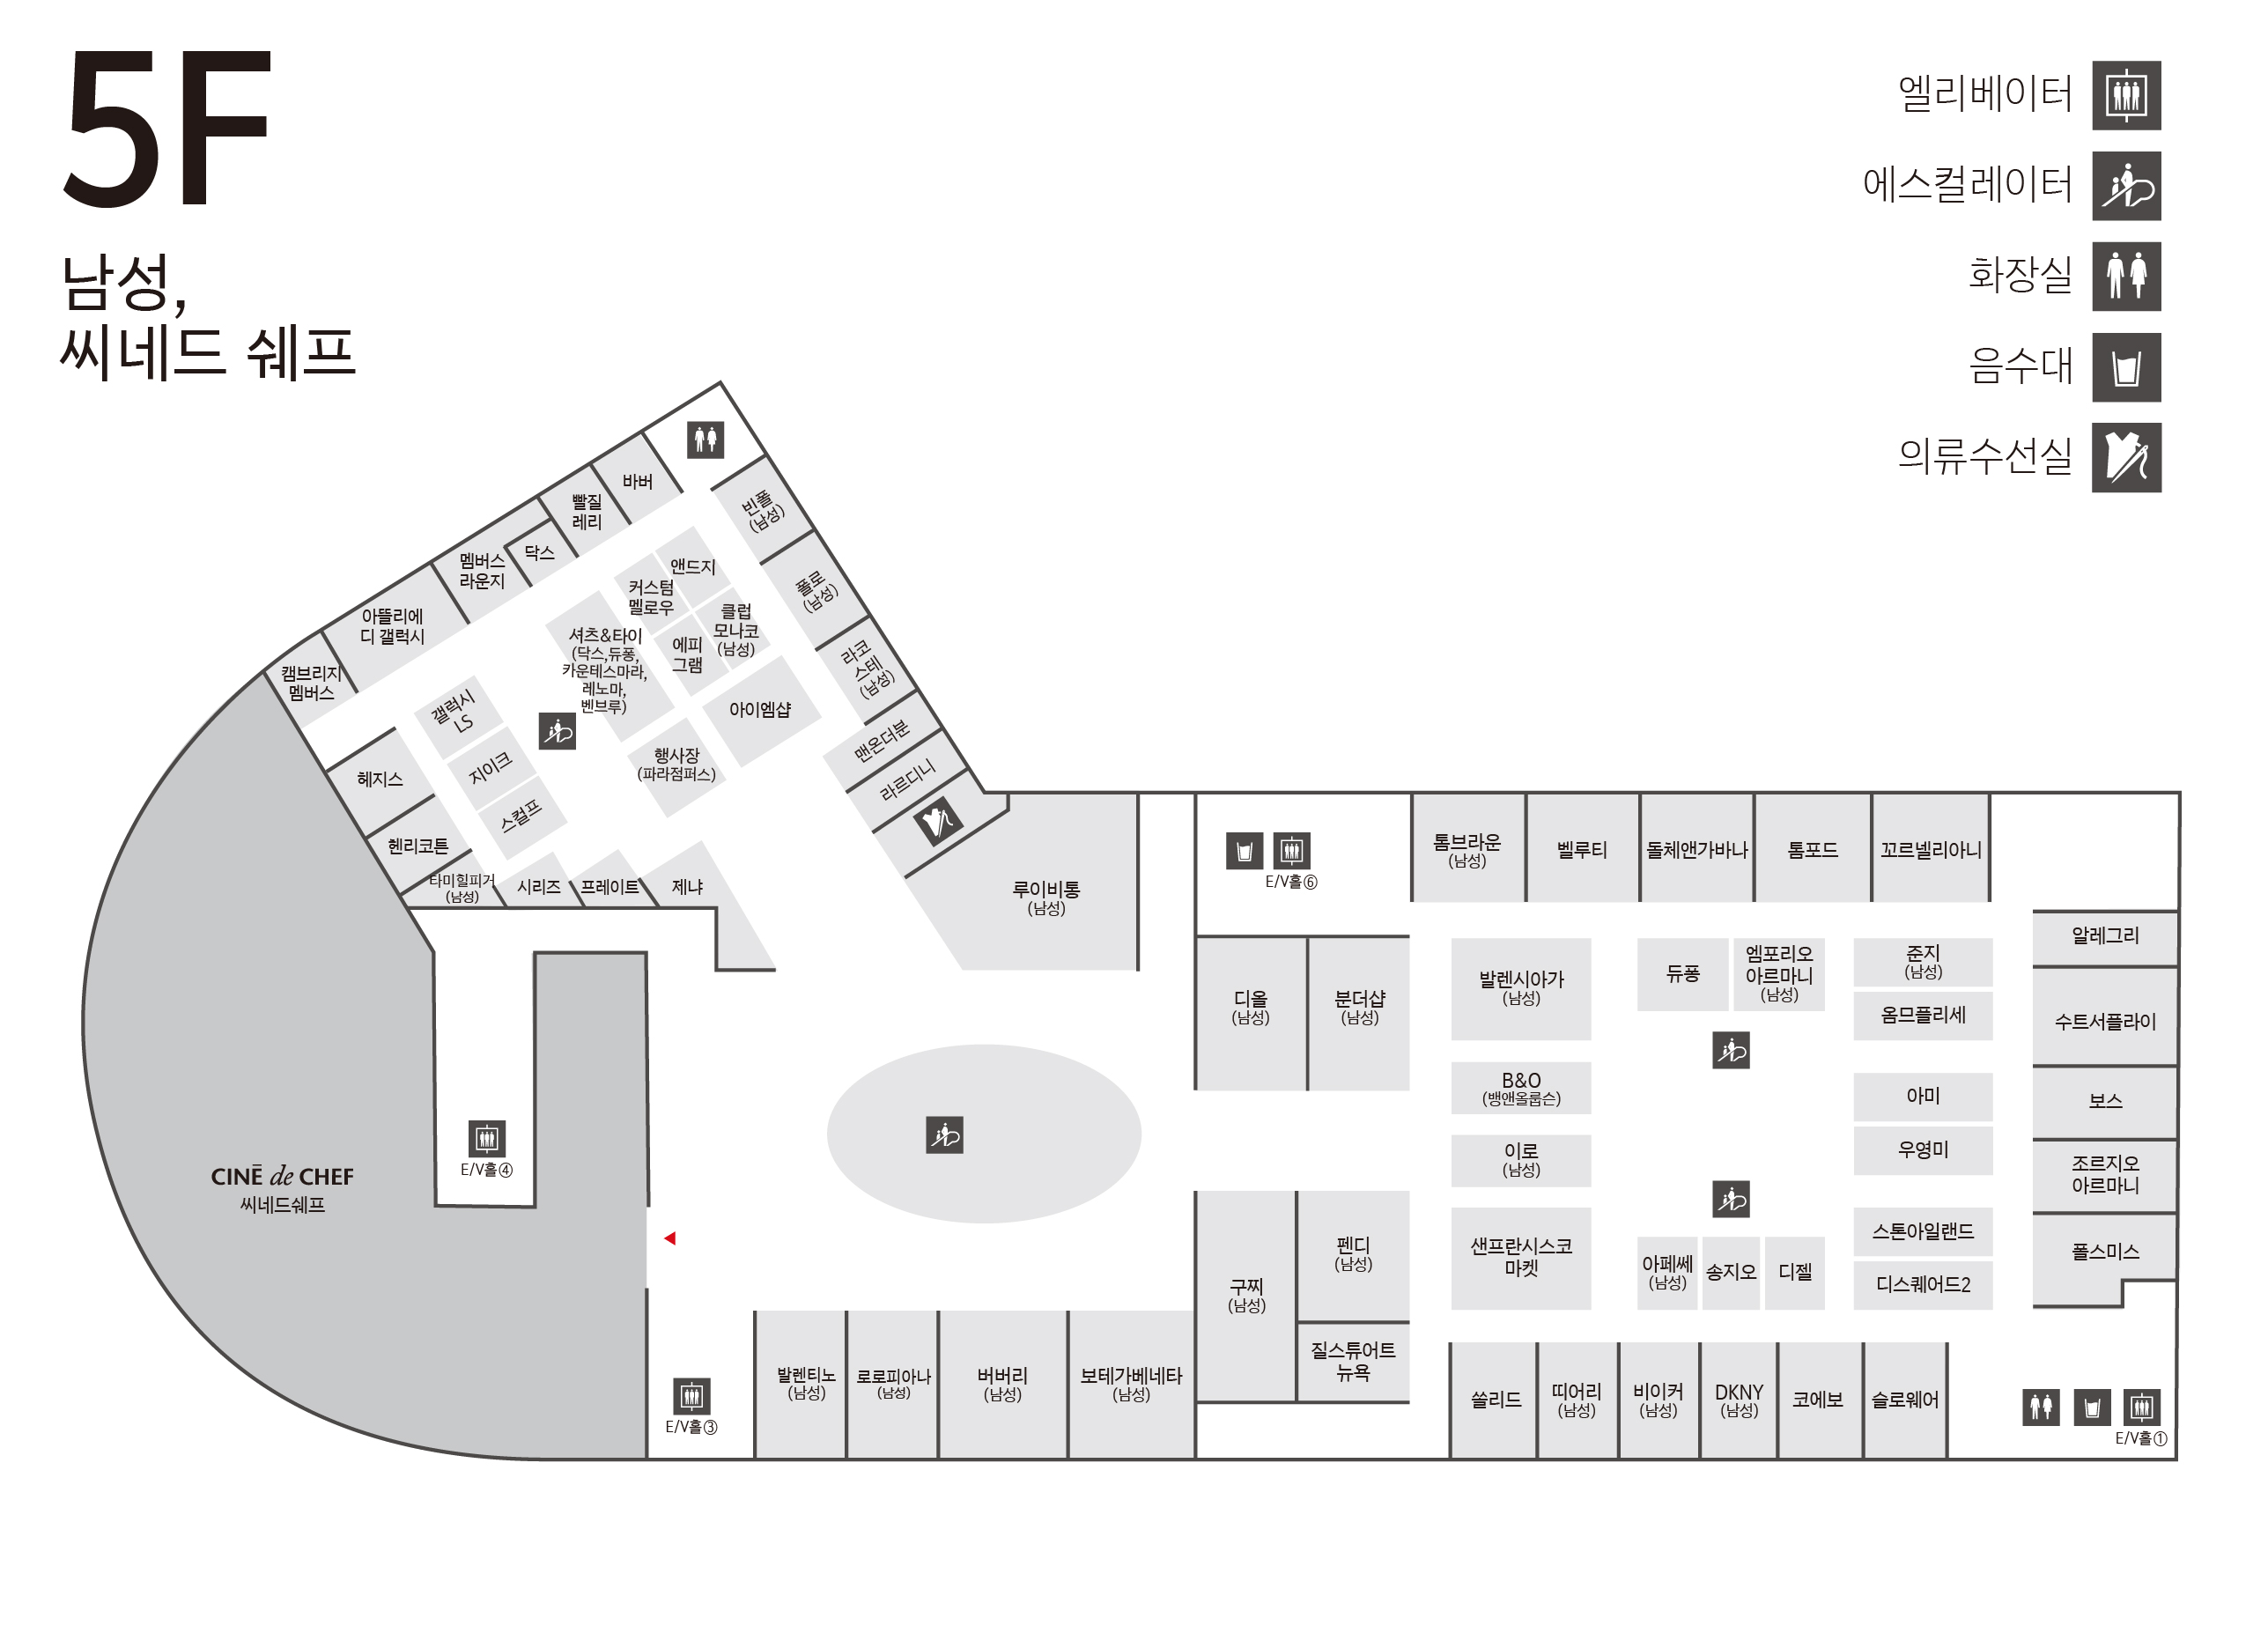 5F
남성,
씨네드 쉐프
엘리베이터
에스컬레이터
화장실
음수대
의류수선실
바버
빨질
레리
닥스
멤버스
라운지
아뜰리에
디 갤럭시
캠브리지
멤버스
빈폴
(남성)
폴로
(남성)
라코
스테
(남성)
맨온더분
라르디니
앤드지
커스텀
멜로우
클럽
모나코
(남성)
에피
그램
셔츠&타이
(닥스,듀퐁,
카운테스마라,
레노마,
벤브루)
아이엠샵
행사장
(파라점퍼스)
갤럭시
LS
지이크
스컬프
헤지스
헨리코튼
타미힐피거
(남성)
시리즈
프레이트
제냐
루이비통
(남성)
E/V홀⑥
톰브라운
(남성)
벨루티
돌체앤가바나
톰포드
꼬르넬리아니
디올
(남성)
분더샵
(남성)
발렌시아가
(남성)
듀퐁
엠포리오
아르마니
(남성)
준지
(남성)
옴므플리세
알레그리
수트서플라이
B&O
(뱅앤올룹슨)
이로
(남성)
아미
우영미
보스
조르지오
아르마니
E/V홀④
CINĒ de CHEF
씨네드쉐프
구찌
(남성)
펜디
(남성)
질스튜어트
뉴욕
샌프란시스코
마켓
아페쎄
(남성)
송지오
디젤
스톤아일랜드
디스퀘어드2
폴스미스
E/V홀③
발렌티노
(남성)
로로피아나
(남성)
버버리
(남성)
보테가베네타
(남성)
쏠리드
띠어리
(남성)
비이커
(남성)
DKNY
(남성)
코에보
슬로웨어
E/V홀①